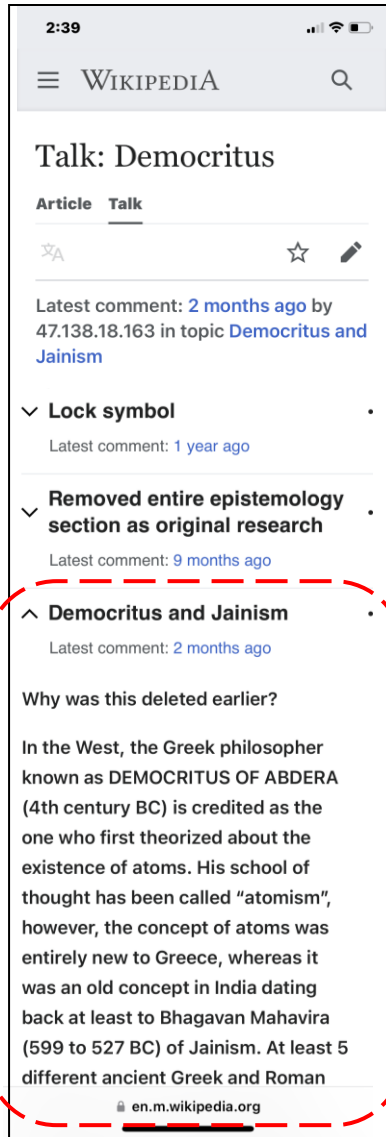 2:39
WIKIPEDIA
Talk: Democritus
Article Talk
Latest comment: 2 months ago by
47.138.18.163 in topic Democritus and
Jainism
Lock symbol
Latest comment: 1 year ago
Removed entire epistemology
section as original research
Latest comment: 9 months ago
Democritus and Jainism
Latest comment: 2 months ago
Why was this deleted earlier?
In the West, the Greek philosopher
known as DEMOCRITUS OF ABDERA
(4th century BC) is credited as the
one who first theorized about the
existence of atoms. His school of
thought has been called “atomism”,
however, the concept of atoms was
entirely new to Greece, whereas it
was an old concept in India dating
back at least to Bhagavan Mahavira
(599 to 527 BC) of Jainism. At least 5
different ancient Greek and Roman
en.m.wikipedia.org